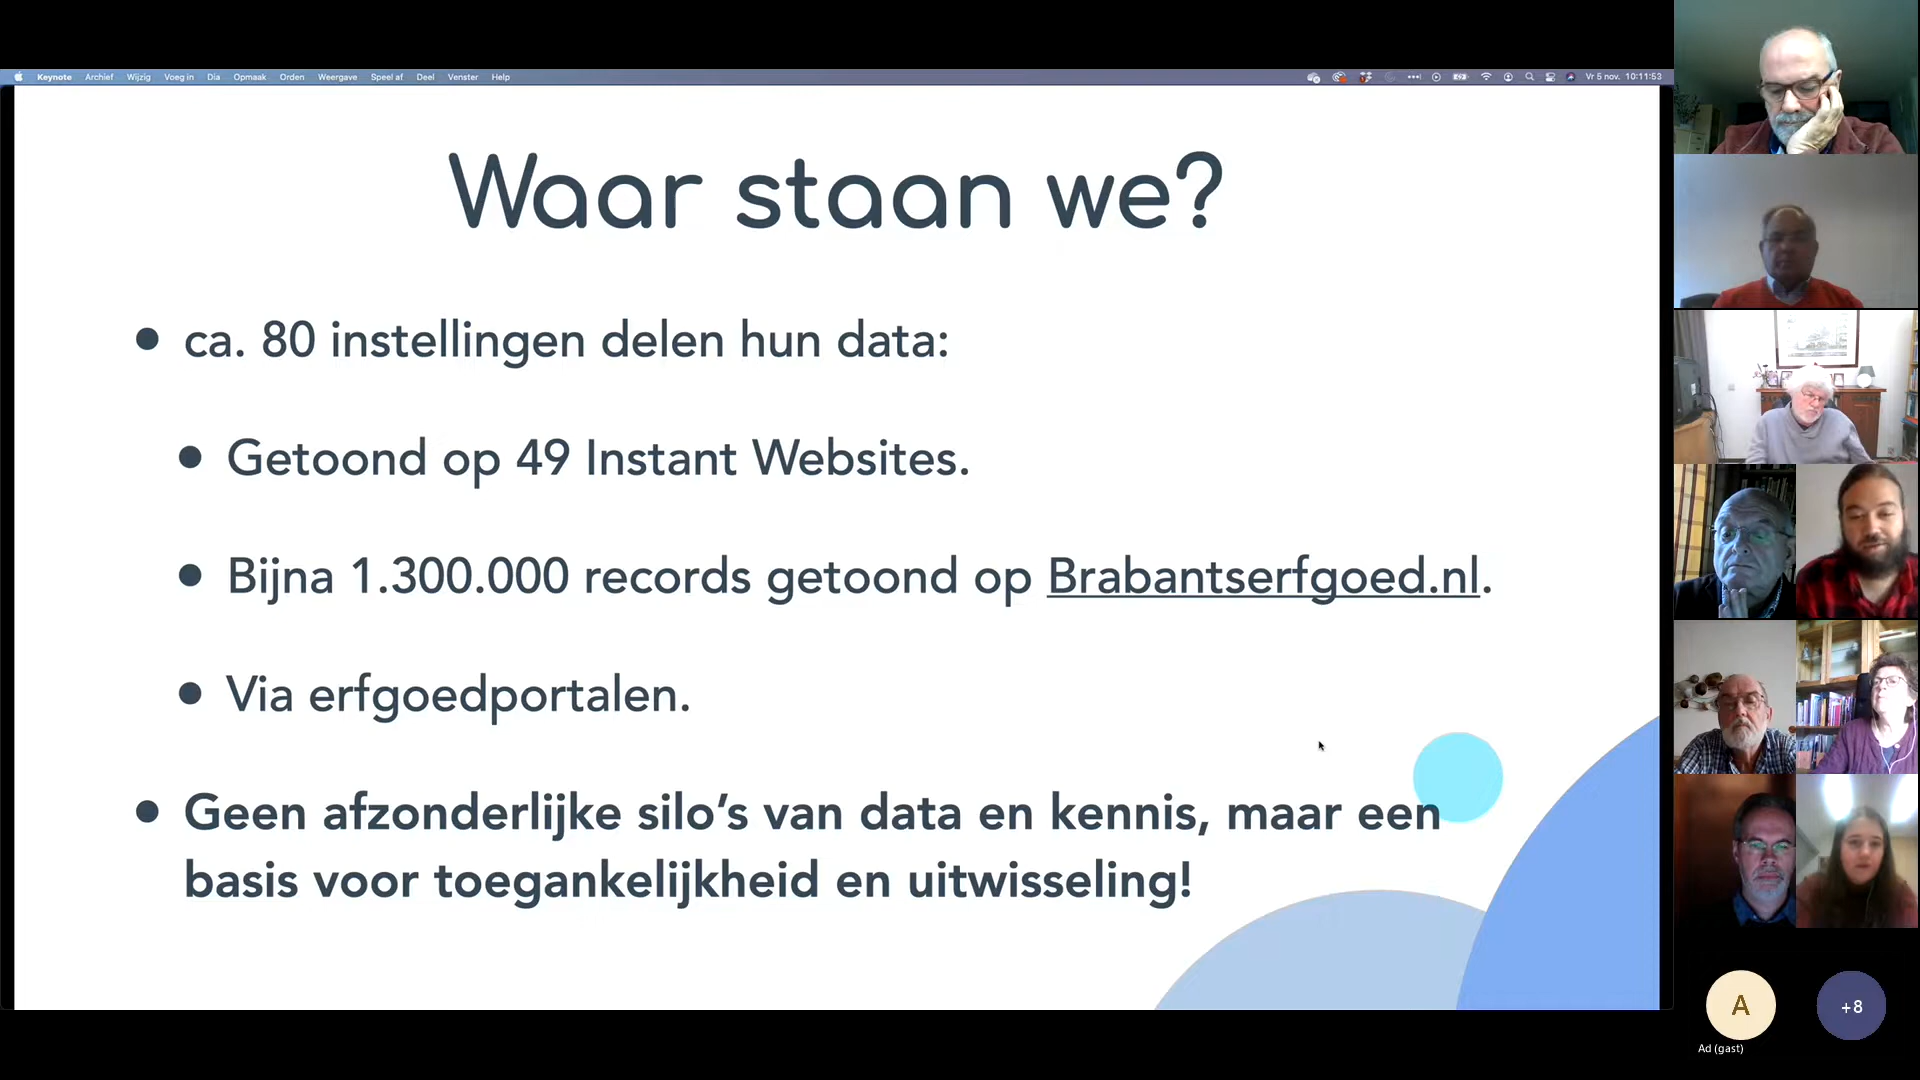 Keynote Archief Wijzig Voeg in Dia Opmaak Orden Weergave Speel af Deel Venster Help
Vr 5 nov. 10:11:53
Waar staan we?
• ca. 80 instellingen delen hun data:
• Getoond op 49 Instant Websites.
• Bijna 1.300.000 records getoond op Brabantserfgoed.nl.
• Via erfgoedportalen.
• Geen afzonderlijke silo’s van data en kennis, maar een
basis voor toegankelijkheid en uitwisseling!
A
+8
Ad (gast)